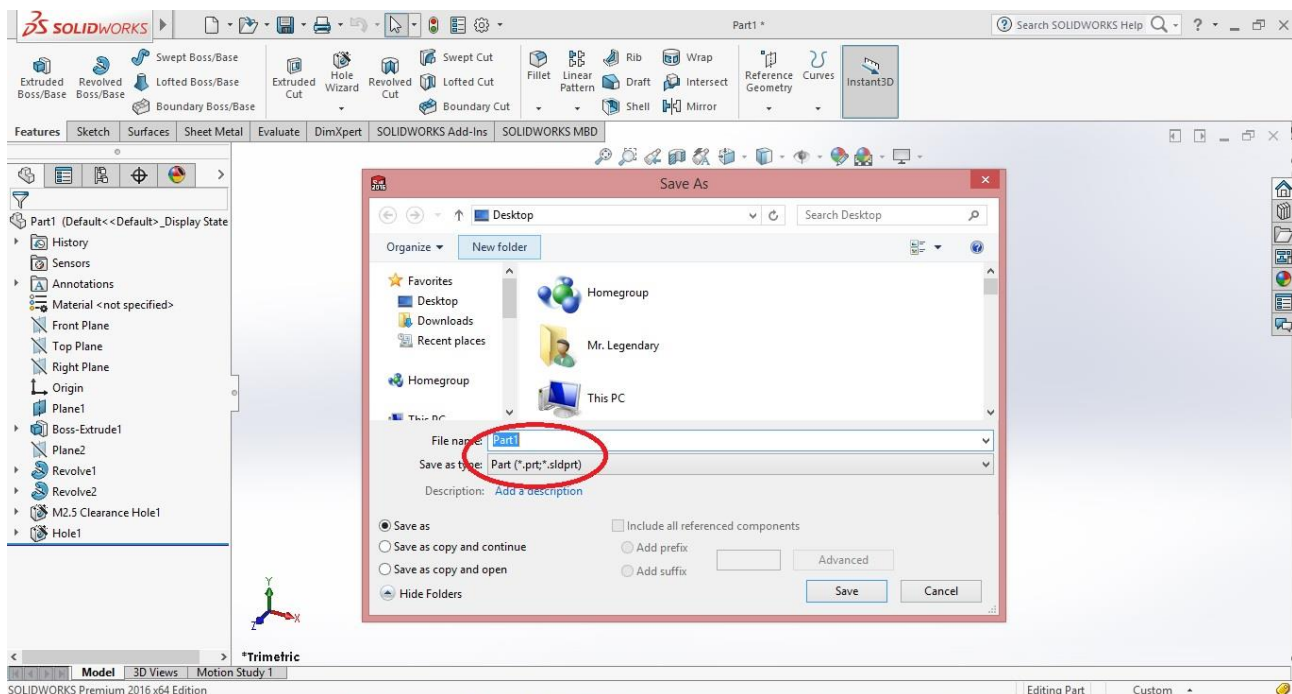 SOLIDWORKS
Part1 *
Search SOLIDWORKS Help
?
Extruded Boss/Base
Revolved Boss/Base
Swept Boss/Base
Lofted Boss/Base
Boundary Boss/Base
Extruded Cut
Hole Wizard
Revolved Cut
Swept Cut
Lofted Cut
Boundary Cut
Fillet
Linear Pattern
Rib
Draft
Shell
Wrap
Intersect
Mirror
Reference Geometry
Curves
Instant3D
Features Sketch Surfaces Sheet Metal Evaluate DimXpert SOLIDWORKS Add-Ins SOLIDWORKS MBD
Part1 (Default<<Default>_Display State
History
Sensors
Annotations
Material <not specified>
Front Plane
Top Plane
Right Plane
Origin
Plane1
Boss-Extrude1
Plane2
Revolve1
Revolve2
M2.5 Clearance Hole1
Hole1
2016
Save As
Desktop
Search Desktop
Organize
New folder
Favorites
Desktop
Downloads
Recent places
Homegroup
This PC
Homegroup
Mr. Legendary
This PC
File name: Part1
Save as type: Part (*.prt;*.sldprt)
Description: Add a description
Save as
Save as copy and continue
Save as copy and open
Include all referenced components
Add prefix
Add suffix
Advanced
Hide Folders
Save
Cancel
Y
X
Z
*Trimetric
Model 3D Views Motion Study 1
SOLIDWORKS Premium 2016 x64 Edition
Editing Part
Custom